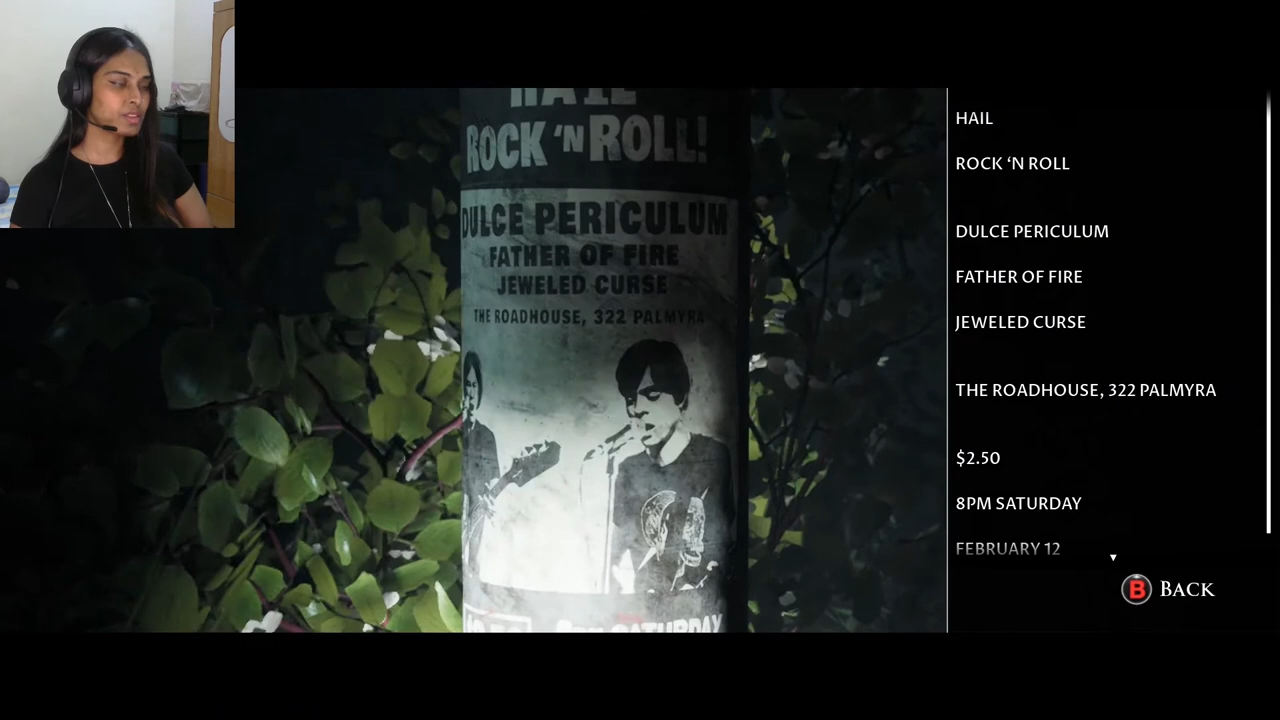 HAIL
ROCK 'N ROLL!
DULCE PERICULUM
FATHER OF FIRE
JEWELED CURSE
THE ROADHOUSE, 322 PALMYRA
SATURDAY
HAIL
ROCK ‘N ROLL
DULCE PERICULUM
FATHER OF FIRE
JEWELED CURSE
THE ROADHOUSE, 322 PALMYRA
$2.50
8PM SATURDAY
FEBRUARY 12
B BACK